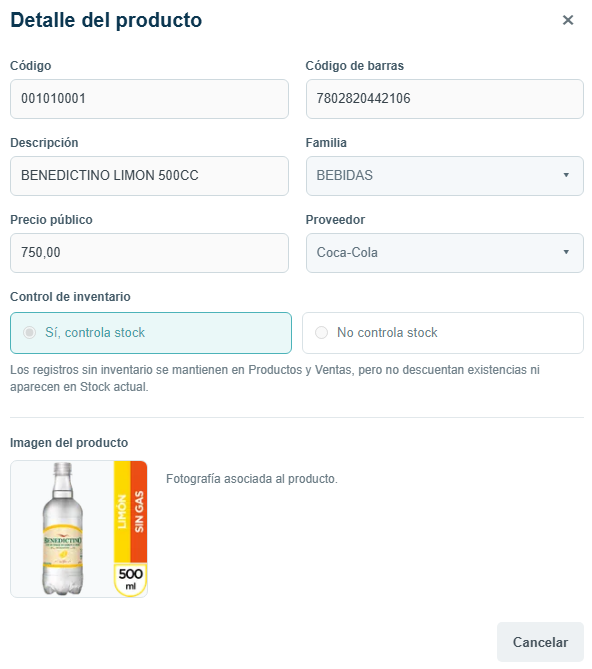 Detalle del producto
Código
Código de barras
001010001
7802820442106
Descripción
Familia
BENEDICTINO LIMON 500CC
BEBIDAS
Precio público
Proveedor
750,00
Coca-Cola
Control de inventario
Sí, controla stock
No controla stock
Los registros sin inventario se mantienen en Productos y Ventas, pero no descuentan existencias ni
aparecen en Stock actual.
Imagen del producto
Fotografía asociada al producto.
BENEDICTINO
LIMÓN
SIN GAS
500
ml
Cancelar